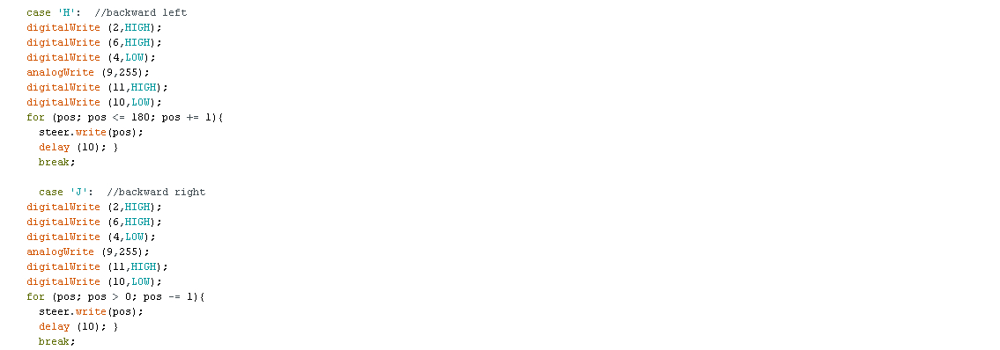 case 'H':  //backward left
digitalWrite (2,HIGH);
digitalWrite (6,HIGH);
digitalWrite (4,LOW);
analogWrite (9,255);
digitalWrite (11,HIGH);
digitalWrite (10,LOW);
for (pos; pos <= 180; pos += 1){
  steer.write(pos);
  delay (10); }
  break;

  case 'J':  //backward right
digitalWrite (2,HIGH);
digitalWrite (6,HIGH);
digitalWrite (4,LOW);
analogWrite (9,255);
digitalWrite (11,HIGH);
digitalWrite (10,LOW);
for (pos; pos > 0; pos -= 1){
  steer.write(pos);
  delay (10); }
  break;